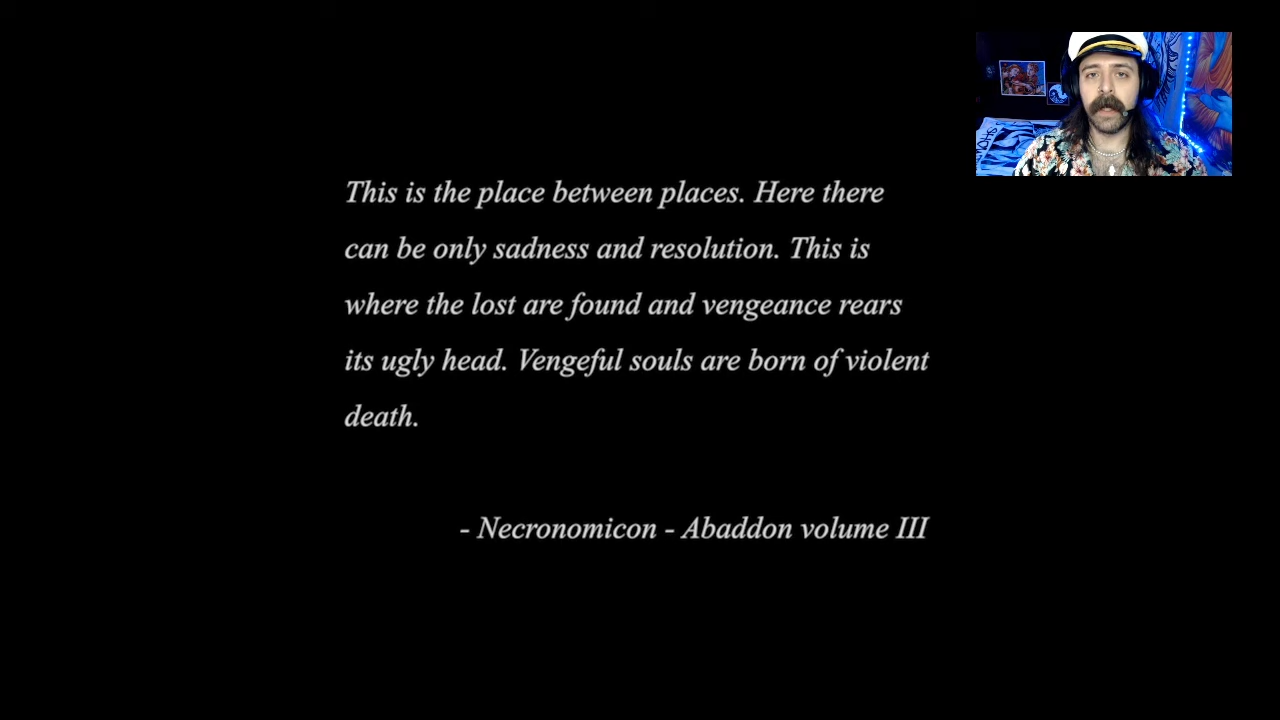 This is the place between places. Here there
can be only sadness and resolution. This is
where the lost are found and vengeance rears
its ugly head. Vengeful souls are born of violent
death.
- Necronomicon - Abaddon volume III